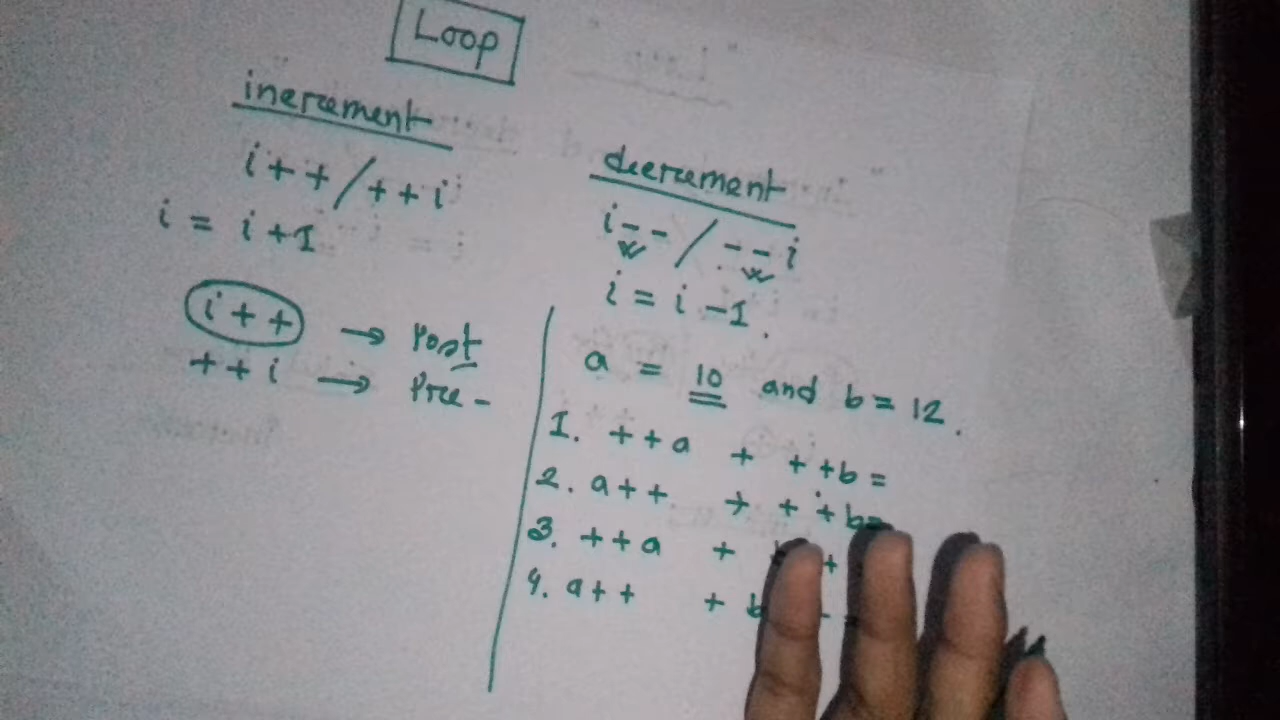 Loop
increment
i++/++i
i = i+1
i++ → Post
++i → Pre-
decrement
i--/--i
i = i-1.
a = 10 and b = 12.
1. ++a + ++b =
2. a++ + ++b=
3. ++a +
4. a++ + b